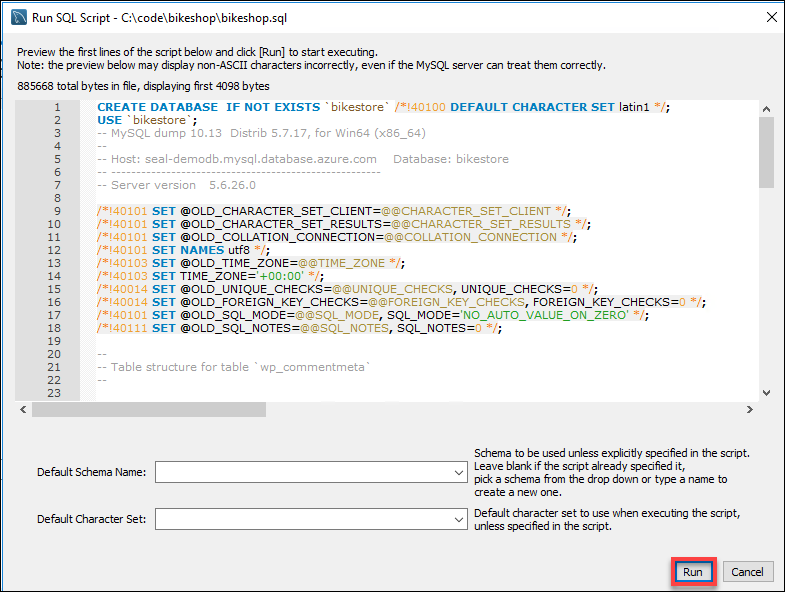 Run SQL Script - C:\code\bikeshop\bikeshop.sql
Preview the first lines of the script below and click [Run] to start executing.
Note: the preview below may display non-ASCII characters incorrectly, even if the MySQL server can treat them correctly.
885668 total bytes in file, displaying first 4098 bytes
1 CREATE DATABASE  IF NOT EXISTS `bikestore` /*!40100 DEFAULT CHARACTER SET latin1 */;
2 USE `bikestore`;
3 -- MySQL dump 10.13  Distrib 5.7.17, for Win64 (x86_64)
4 --
5 -- Host: seal-demodb.mysql.database.azure.com    Database: bikestore
6 -- ------------------------------------------------------
7 -- Server version    5.6.26.0
8
9 /*!40101 SET @OLD_CHARACTER_SET_CLIENT=@@CHARACTER_SET_CLIENT */;
10 /*!40101 SET @OLD_CHARACTER_SET_RESULTS=@@CHARACTER_SET_RESULTS */;
11 /*!40101 SET @OLD_COLLATION_CONNECTION=@@COLLATION_CONNECTION */;
12 /*!40101 SET NAMES utf8 */;
13 /*!40103 SET @OLD_TIME_ZONE=@@TIME_ZONE */;
14 /*!40103 SET TIME_ZONE='+00:00' */;
15 /*!40014 SET @OLD_UNIQUE_CHECKS=@@UNIQUE_CHECKS, UNIQUE_CHECKS=0 */;
16 /*!40014 SET @OLD_FOREIGN_KEY_CHECKS=@@FOREIGN_KEY_CHECKS, FOREIGN_KEY_CHECKS=0 */;
17 /*!40101 SET @OLD_SQL_MODE=@@SQL_MODE, SQL_MODE='NO_AUTO_VALUE_ON_ZERO' */;
18 /*!40111 SET @OLD_SQL_NOTES=@@SQL_NOTES, SQL_NOTES=0 */;
19
20 --
21 -- Table structure for table `wp_commentmeta`
22 --
23
Default Schema Name:
Schema to be used unless explicitly specified in the script.
Leave blank if the script already specified it,
pick a schema from the drop down or type a name to
create a new one.
Default Character Set:
Default character set to use when executing the script,
unless specified in the script.
Run
Cancel